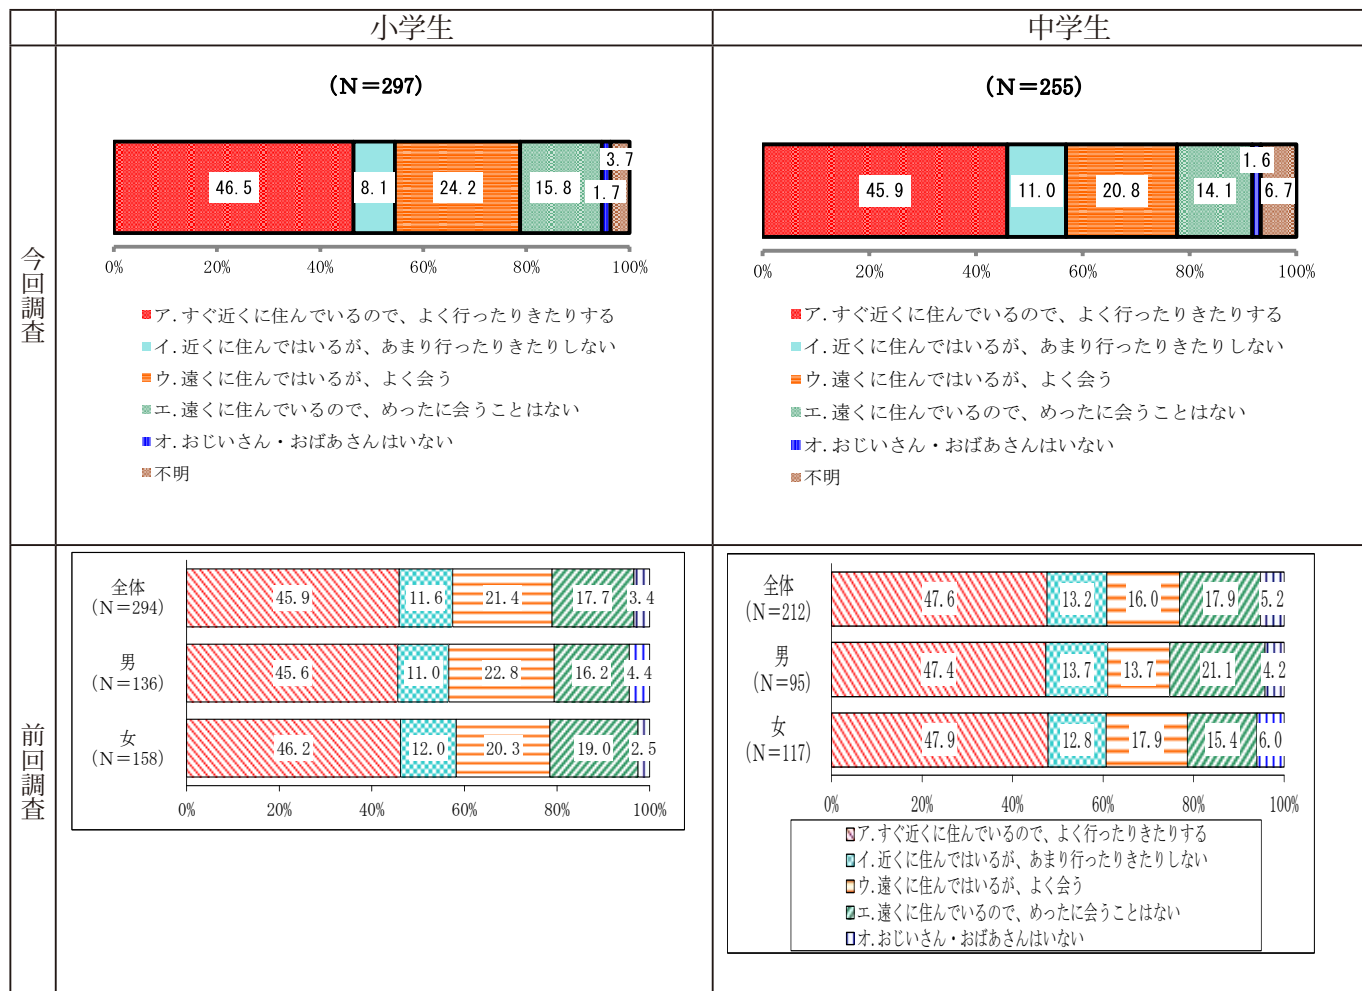 小学生
中学生
今回調査
(N＝297)
46.5
8.1
24.2
15.8
1.7
3.7
0%
20%
40%
60%
80%
100%
ア.すぐ近くに住んでいるので、よく行ったりきたりする
イ.近くに住んではいるが、あまり行ったりきたりしない
ウ.遠くに住んではいるが、よく会う
エ.遠くに住んでいるので、めったに会うことはない
オ.おじいさん・おばあさんはいない
不明
(N＝255)
45.9
11.0
20.8
14.1
1.6
6.7
0%
20%
40%
60%
80%
100%
ア.すぐ近くに住んでいるので、よく行ったりきたりする
イ.近くに住んではいるが、あまり行ったりきたりしない
ウ.遠くに住んではいるが、よく会う
エ.遠くに住んでいるので、めったに会うことはない
オ.おじいさん・おばあさんはいない
不明
前回調査
全体
(N=294)
45.9
11.6
21.4
17.7
3.4
男
(N=136)
45.6
11.0
22.8
16.2
4.4
女
(N=158)
46.2
12.0
20.3
19.0
2.5
0%
20%
40%
60%
80%
100%
全体
(N=212)
47.6
13.2
16.0
17.9
5.2
男
(N=95)
47.4
13.7
13.7
21.1
4.2
女
(N=117)
47.9
12.8
17.9
15.4
6.0
0%
20%
40%
60%
80%
100%
ア.すぐ近くに住んでいるので、よく行ったりきたりする
イ.近くに住んではいるが、あまり行ったりきたりしない
ウ.遠くに住んではいるが、よく会う
エ.遠くに住んでいるので、めったに会うことはない
オ.おじいさん・おばあさんはいない